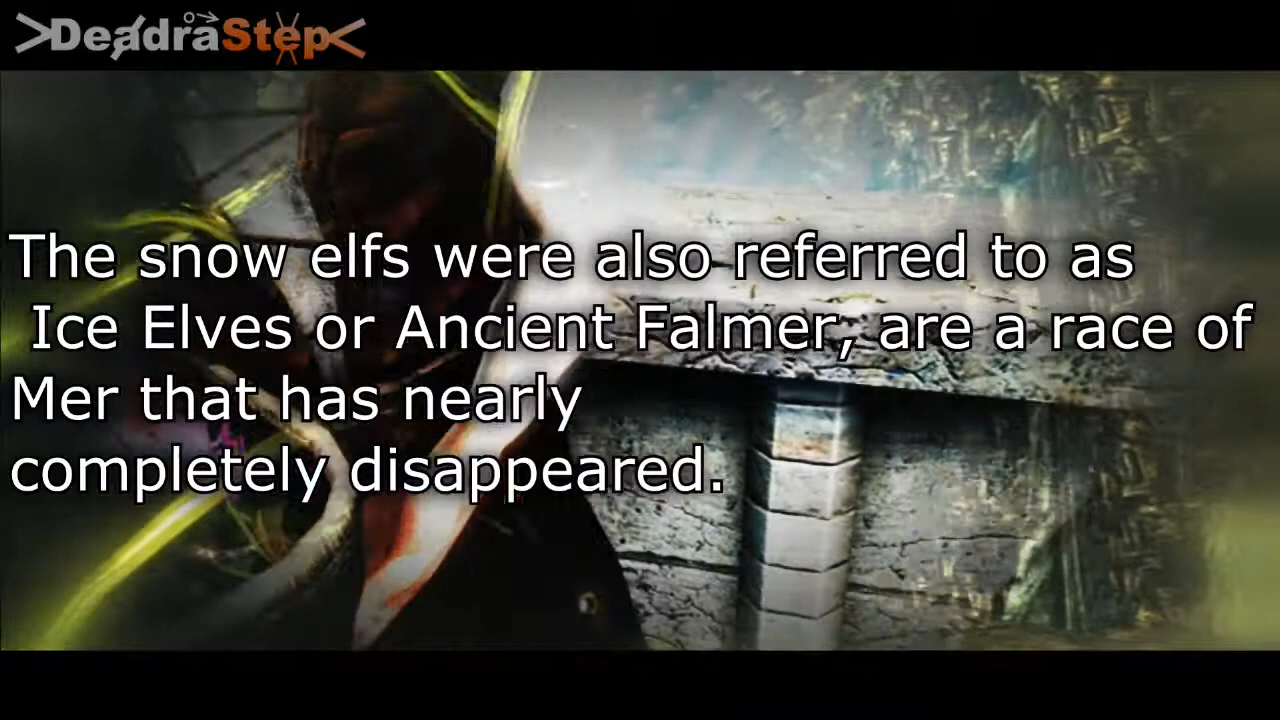 DeadraStep
The snow elfs were also referred to as
Ice Elves or Ancient Falmer, are a race of
Mer that has nearly
completely disappeared.